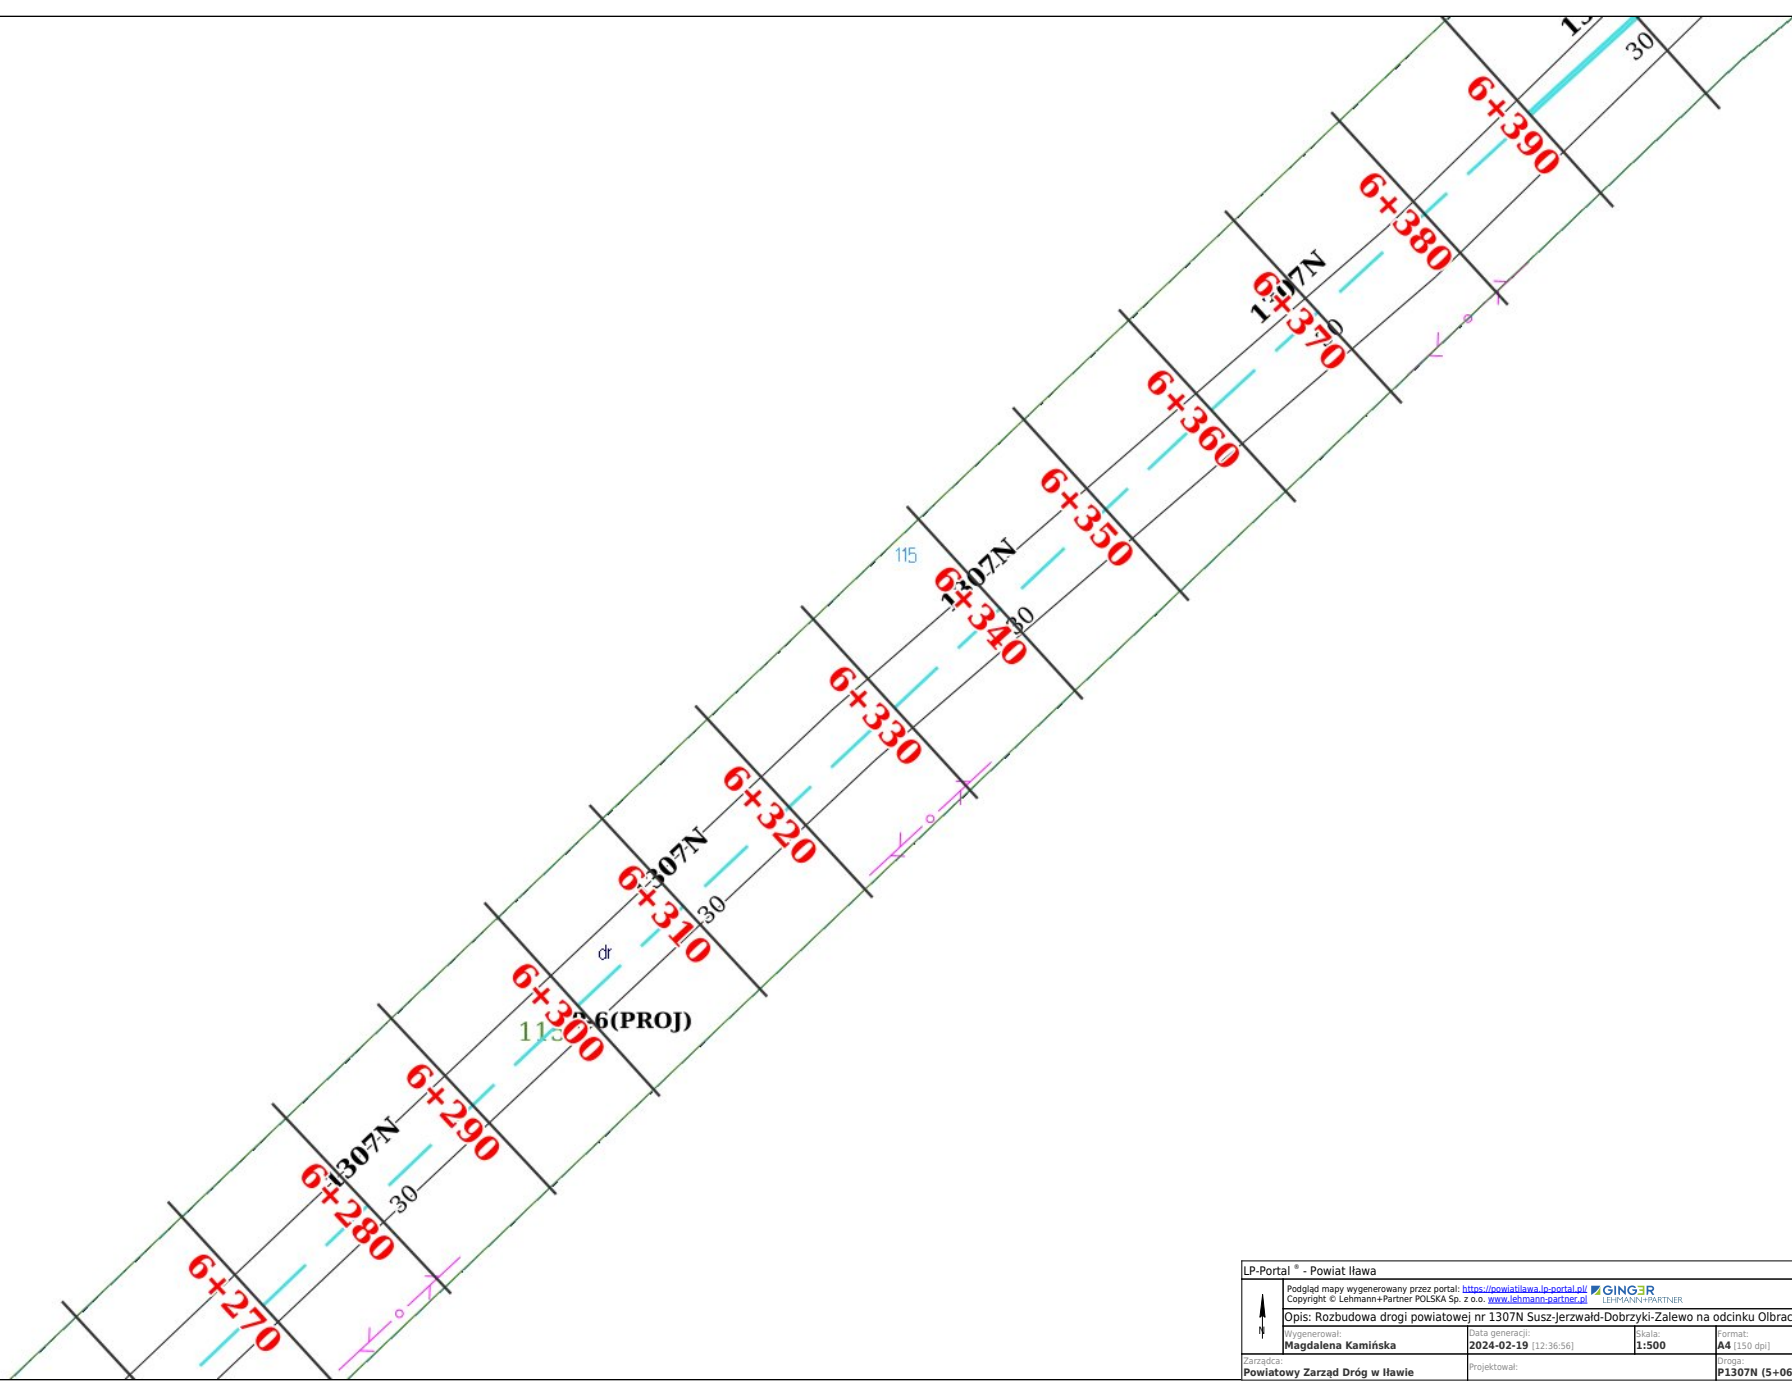 30
6+390
6+380
6+370
6+360
6+350
115
1307N
6+340
30
6+330
6+320
307N
6+310
30
dr
6+300
6(PROJ)
6+290
1307N
6+280
30
6+270
LP-Portal ® - Powiat Iława
Podgląd mapy wygenerowany przez portal: https://powiatilawa.lp-portal.pl/
Copyright © Lehmann+Partner POLSKA Sp. z o.o. www.lehmann-partner.pl
GINGER
LEHMANN+PARTNER
N
Opis: Rozbudowa drogi powiatowej nr 1307N Susz-Jerzwałd-Dobrzyki-Zalewo na odcinku Olbrac
Wygenerował: Data generacji: Skala: Format:
Magdalena Kamińska 2024-02-19 [12:36:56] 1:500 A4 [150 dpi]
Zarządca: Projektował: Droga:
Powiatowy Zarząd Dróg w Iławie P1307N (5+06